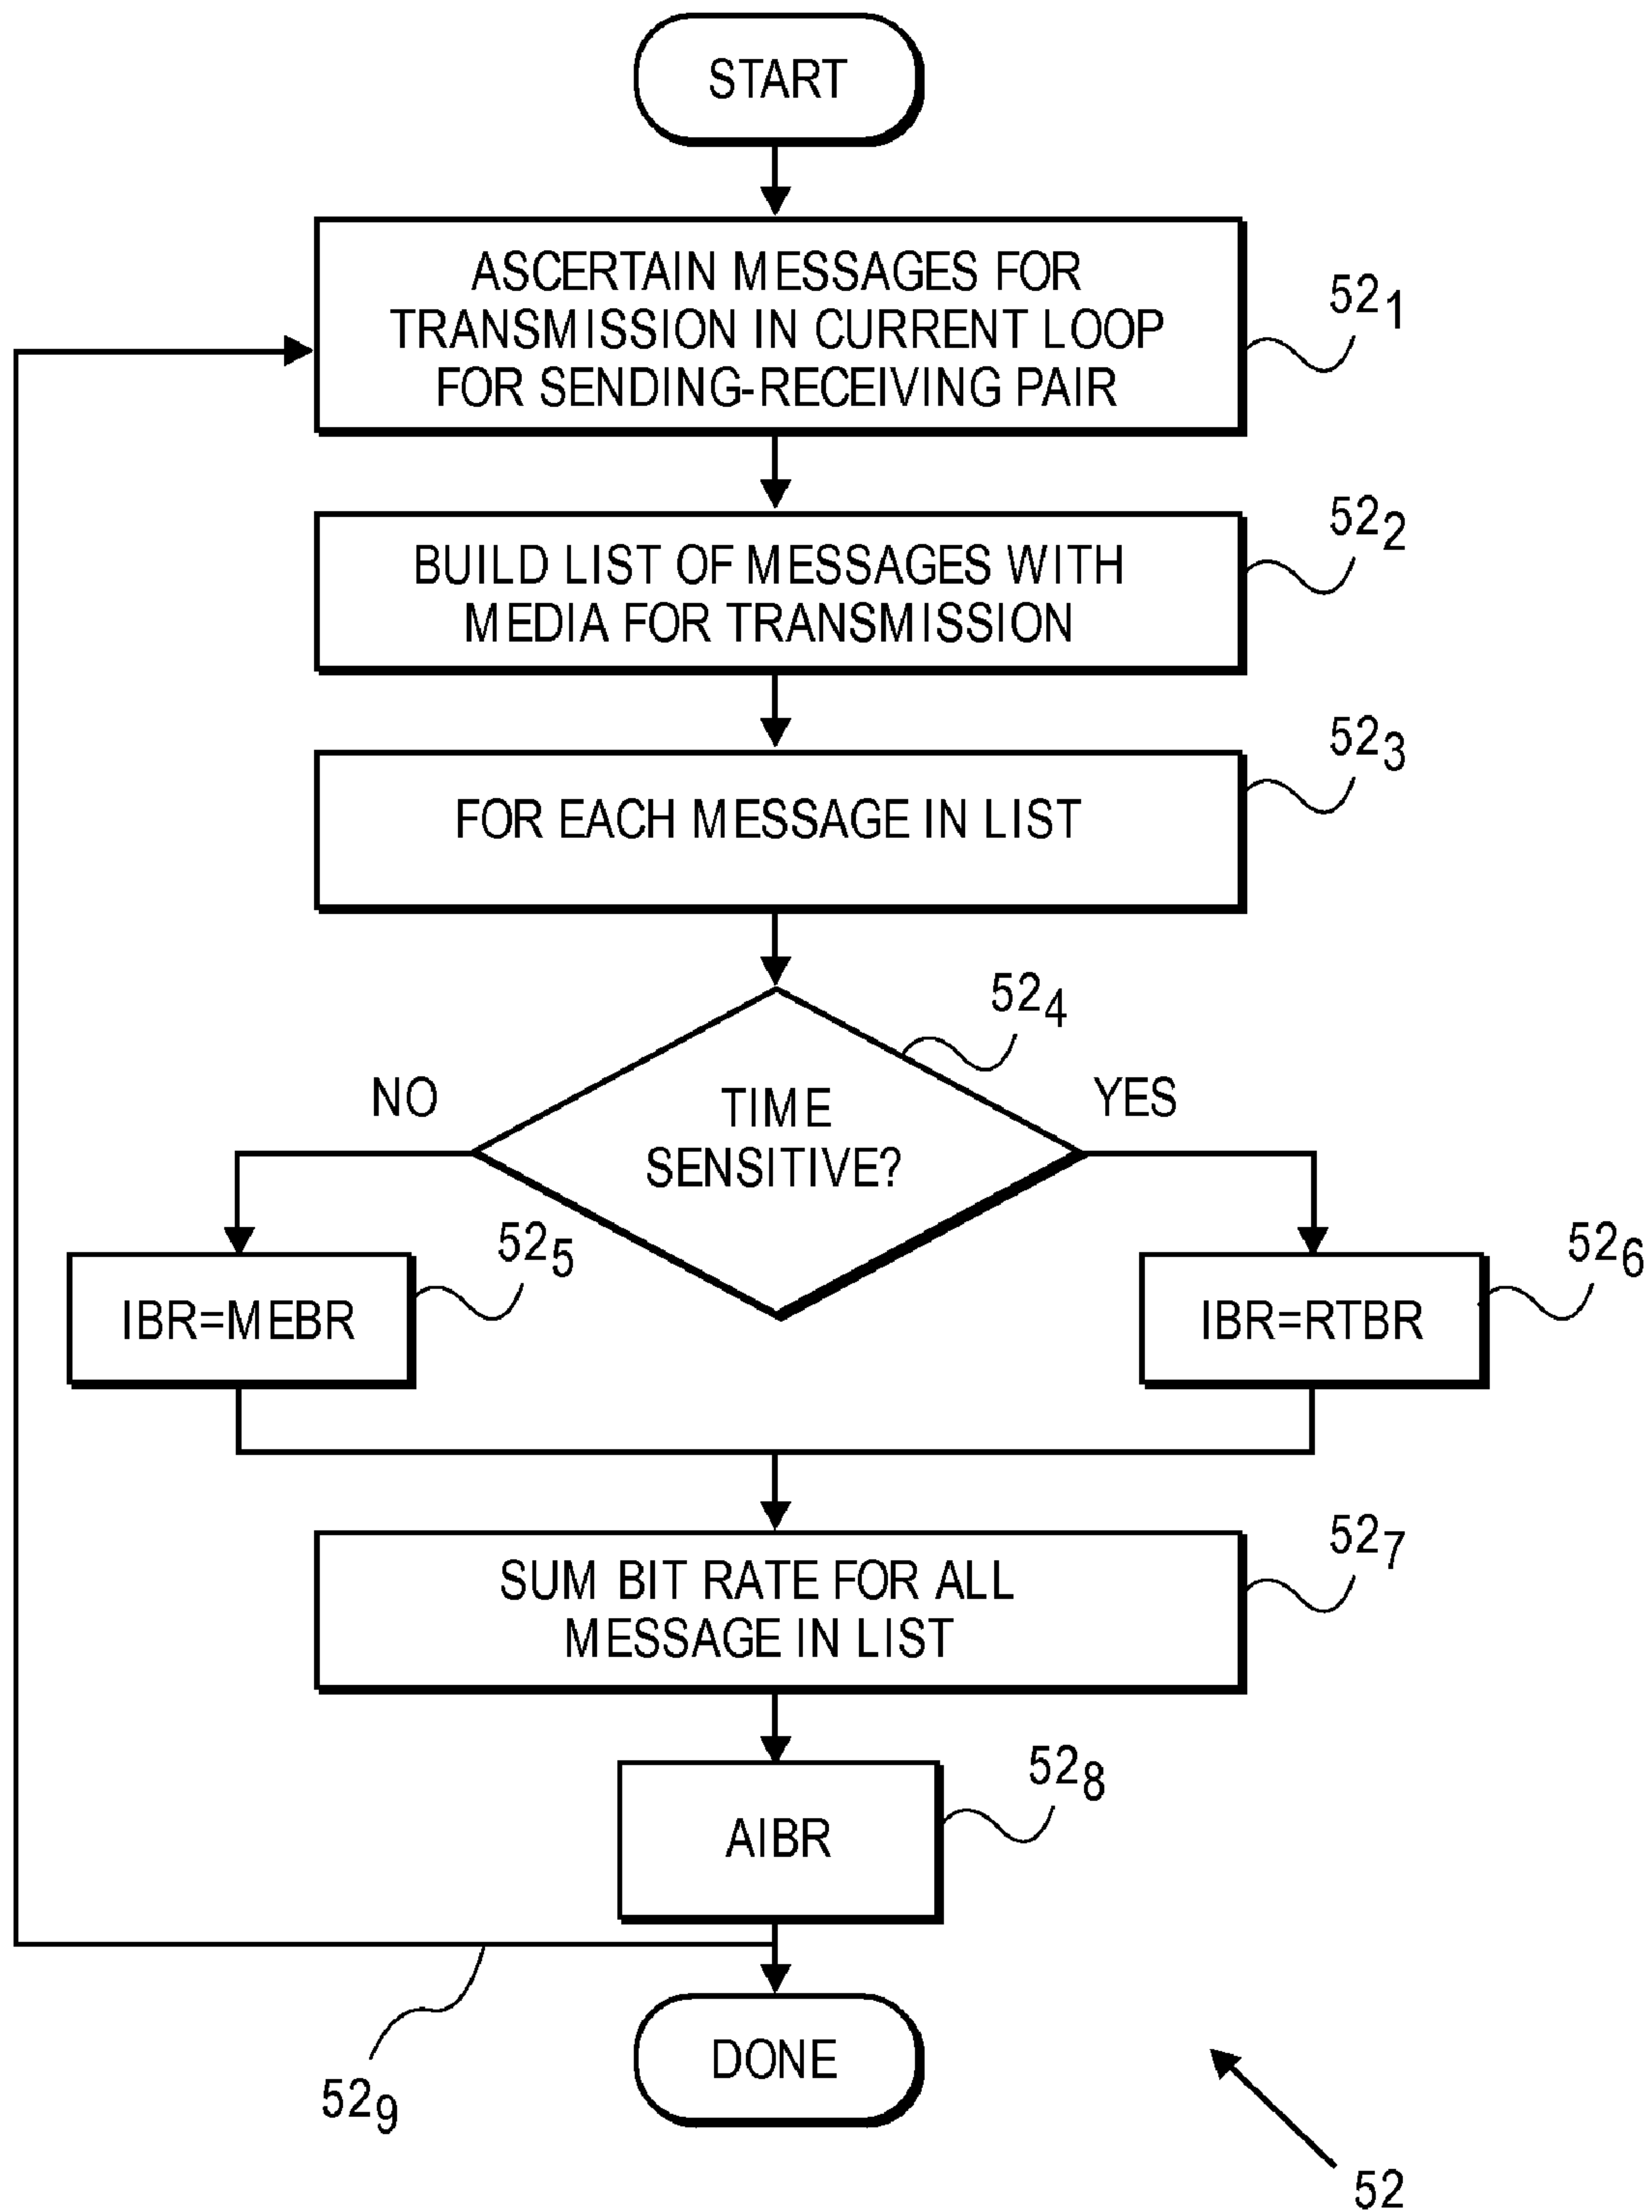 START
ASCERTAIN MESSAGES FOR
TRANSMISSION IN CURRENT LOOP
FOR SENDING-RECEIVING PAIR
52₁
BUILD LIST OF MESSAGES WITH
MEDIA FOR TRANSMISSION
52₂
FOR EACH MESSAGE IN LIST
52₃
TIME
SENSITIVE?
52₄
NO
YES
IBR=MEBR
52₅
IBR=RTBR
52₆
SUM BIT RATE FOR ALL
MESSAGE IN LIST
52₇
AIBR
52₈
DONE
52₉
52